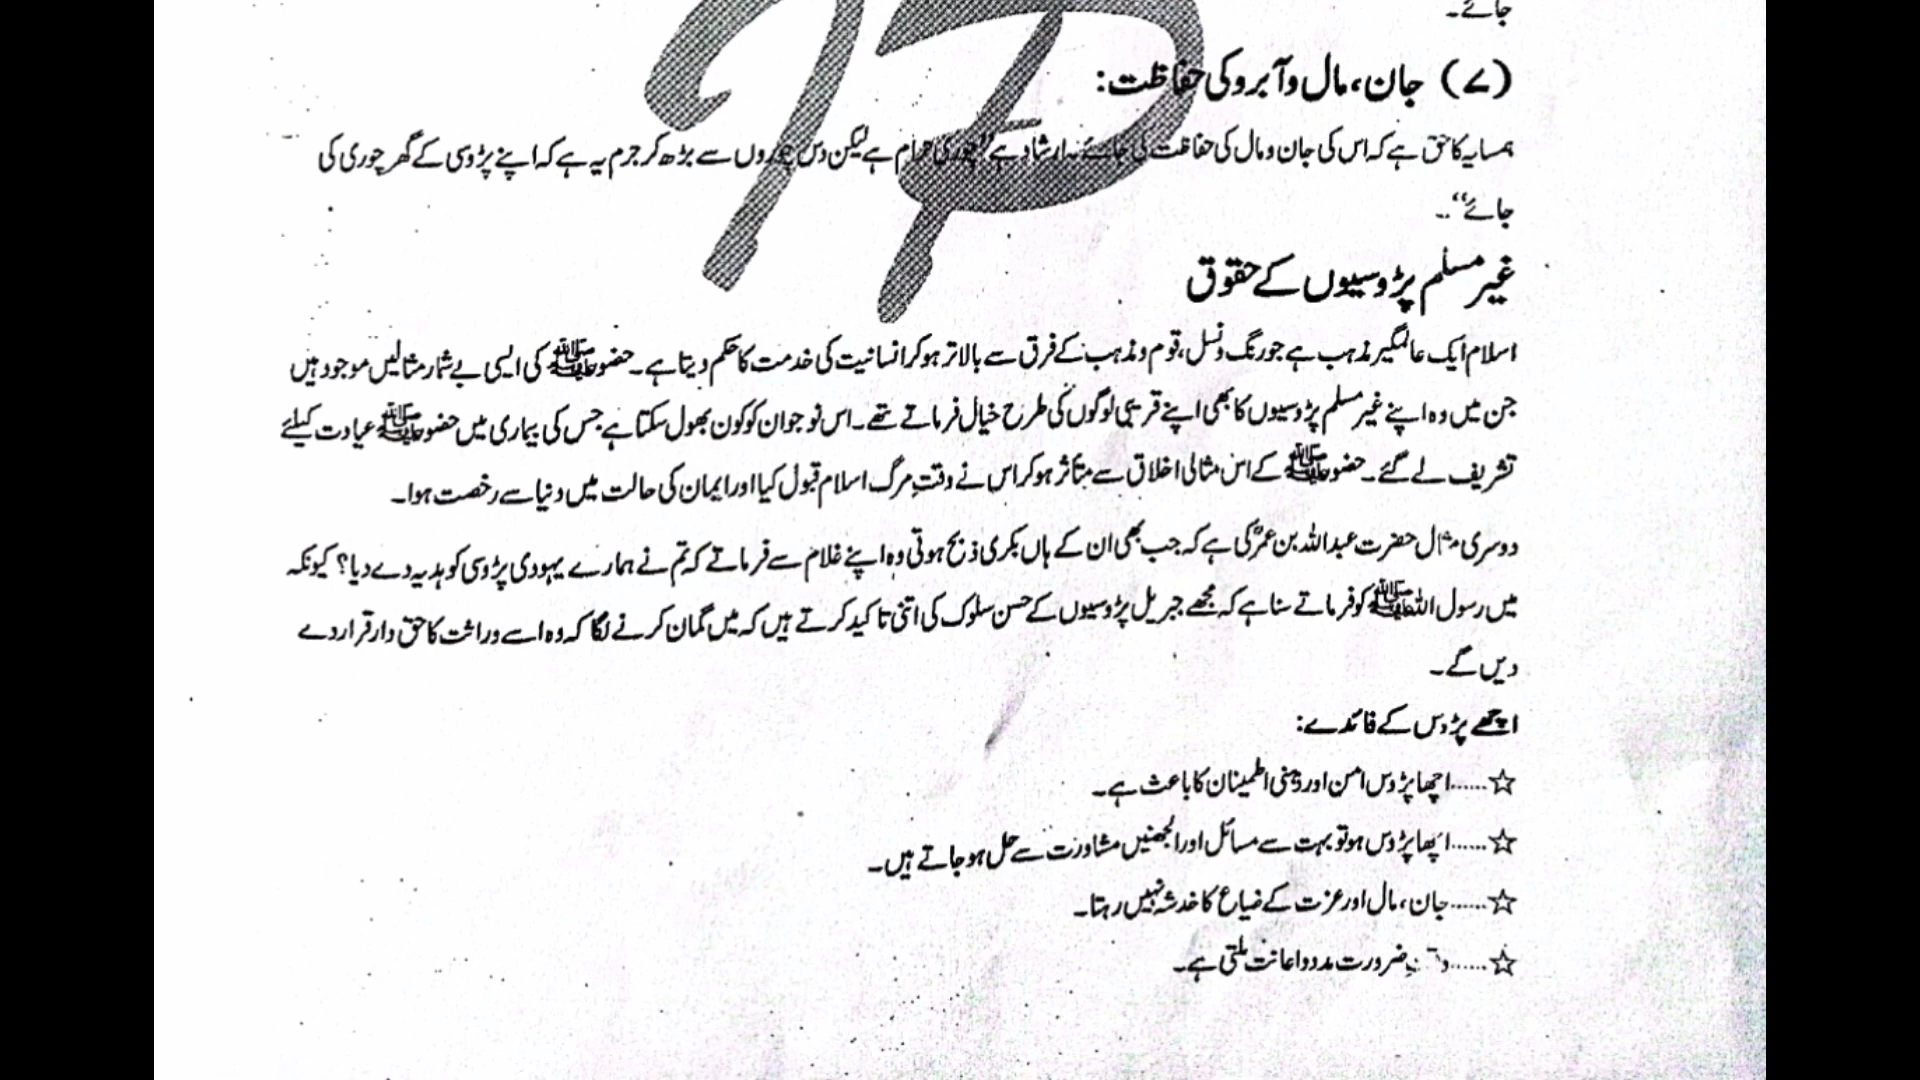 جائے۔
(۷) جان، مال و آبرو کی حفاظت:
ہمسایہ کا حق ہے کہ اس کی جان و مال کی حفاظت کی جائے۔ ارشاد ہے "چوری حرام ہے لیکن دس چوروں سے بڑھ کر جرم یہ ہے کہ اپنے پڑوسی کے گھر چوری کی
جائے"۔
غیر مسلم پڑوسیوں کے حقوق
اسلام ایک عالمگیر مذہب ہے جو رنگ و نسل، قوم و مذہب کے فرق سے بالاتر ہو کر انسانیت کی خدمت کا حکم دیتا ہے۔ حضورﷺ کی ایسی بے شمار مثالیں موجود ہیں
جن میں وہ اپنے غیر مسلم پڑوسیوں کا بھی اپنے قریبی لوگوں کی طرح خیال فرماتے تھے۔ اس نوجوان کو کون بھول سکتا ہے جس کی بیماری میں حضورﷺ عیادت کیلئے
تشریف لے گئے۔ حضورﷺ کے اس مثالی اخلاق سے متأثر ہو کر اس نے وقتِ مرگ اسلام قبول کیا اور ایمان کی حالت میں دنیا سے رخصت ہوا۔
دوسری مثال حضرت عبداللہ بن عمرؓ کی ہے کہ جب بھی ان کے ہاں بکری ذبح ہوتی وہ اپنے غلام سے فرماتے کہ تم نے ہمارے یہودی پڑوسی کو ہدیہ دے دیا؟ کیونکہ
میں رسول اللہﷺ کو فرماتے سنا ہے کہ مجھے جبریل پڑوسیوں کے حسن سلوک کی اتنی تاکید کرتے ہیں کہ میں گمان کرنے لگا کہ وہ اسے وراثت کا حق دار قرار دے
دیں گے۔
اچھے پڑوس کے فائدے:
☆......اچھا پڑوس امن اور ذہنی اطمینان کا باعث ہے۔
☆......اچھا پڑوس ہو تو بہت سے مسائل اور الجھنیں مشاورت سے حل ہو جاتے ہیں۔
☆......جان، مال اور عزت کے ضیاع کا خدشہ نہیں رہتا۔
☆......وقتِ ضرورت مدد و اعانت ملتی ہے۔